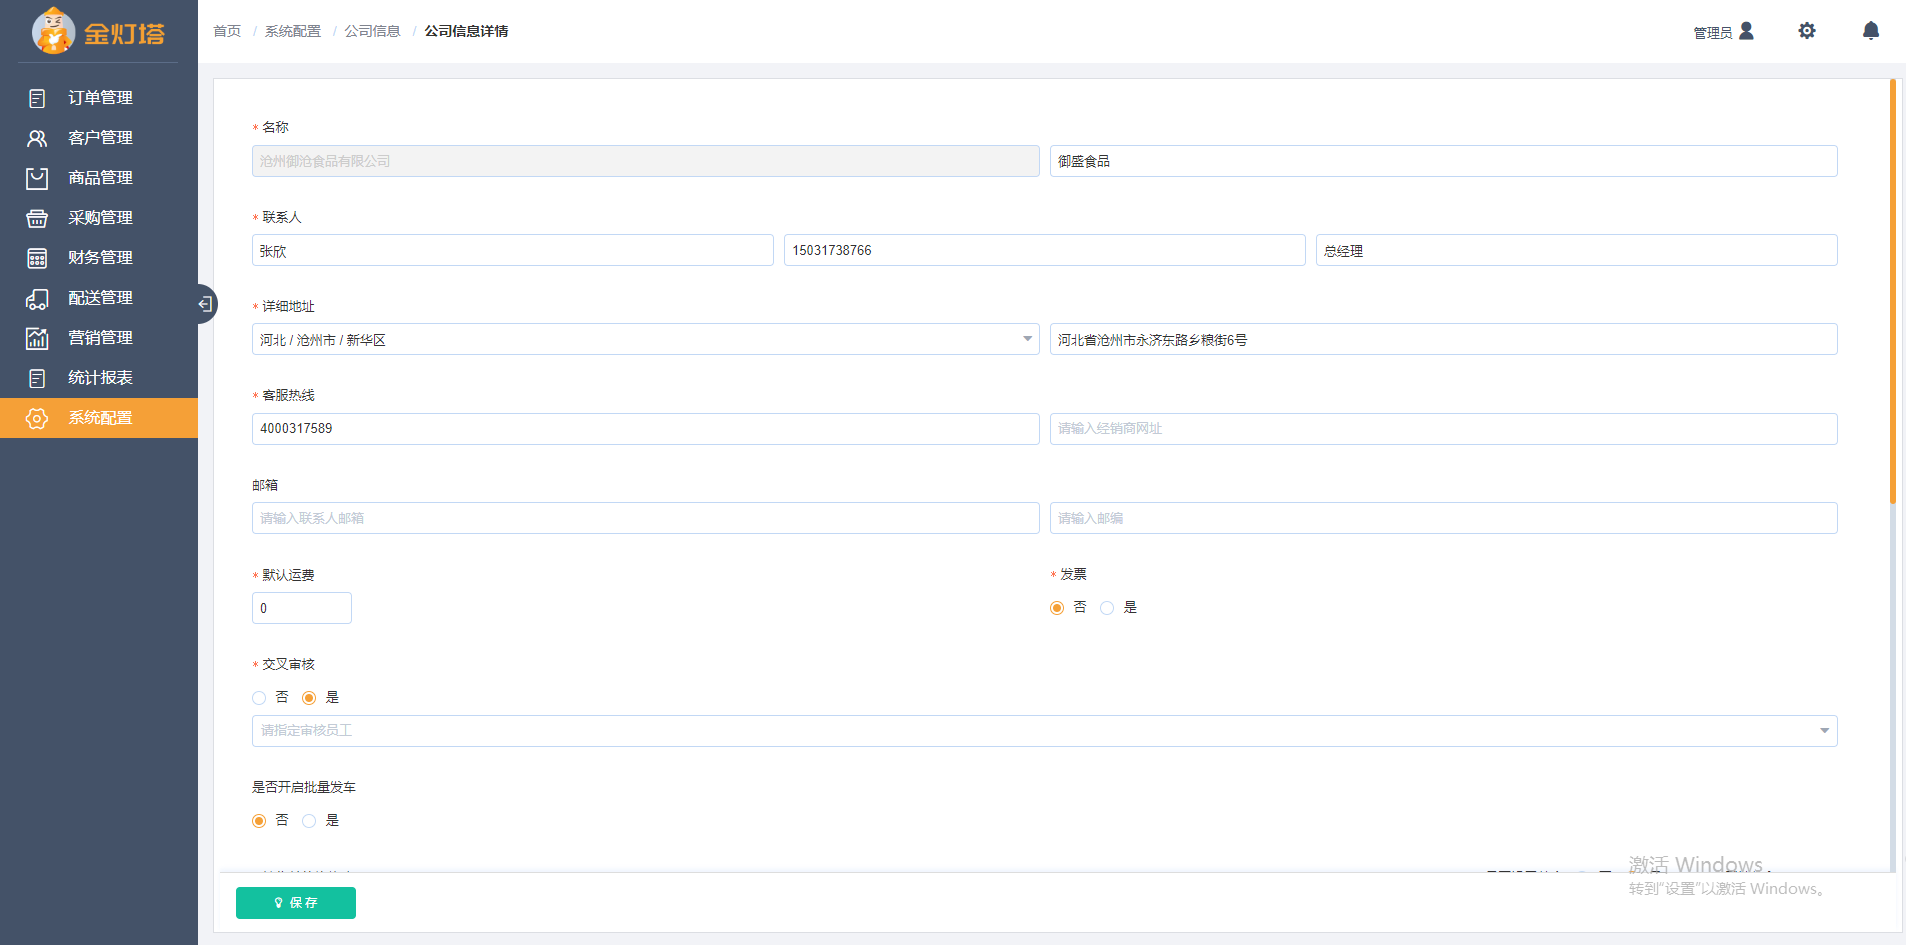 金灯塔
首页 / 系统配置 / 公司信息 / 公司信息详情
管理员
订单管理
客户管理
商品管理
采购管理
财务管理
配送管理
营销管理
统计报表
系统配置
* 名称
沧州御沧食品有限公司
御盛食品
* 联系人
张欣
15031738766
总经理
* 详细地址
河北 / 沧州市 / 新华区
河北省沧州市永济东路乡粮街6号
* 客服热线
4000317589
请输入经销商网址
邮箱
请输入联系人邮箱
请输入邮编
* 默认运费
* 发票
0
否 是
* 交叉审核
否 是
请指定审核员工
是否开启批量发车
否 是
保存
激活 Windows
转到"设置"以激活 Windows。